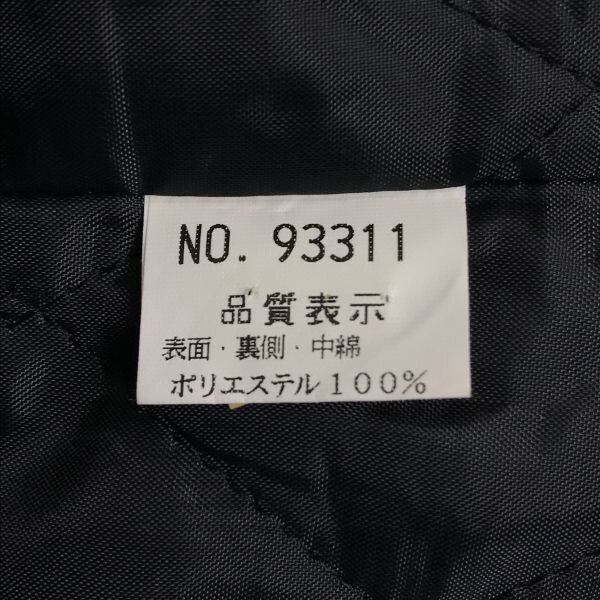 NO. 93311
品質表示
表面・裏側・中綿
ポリエステル100%